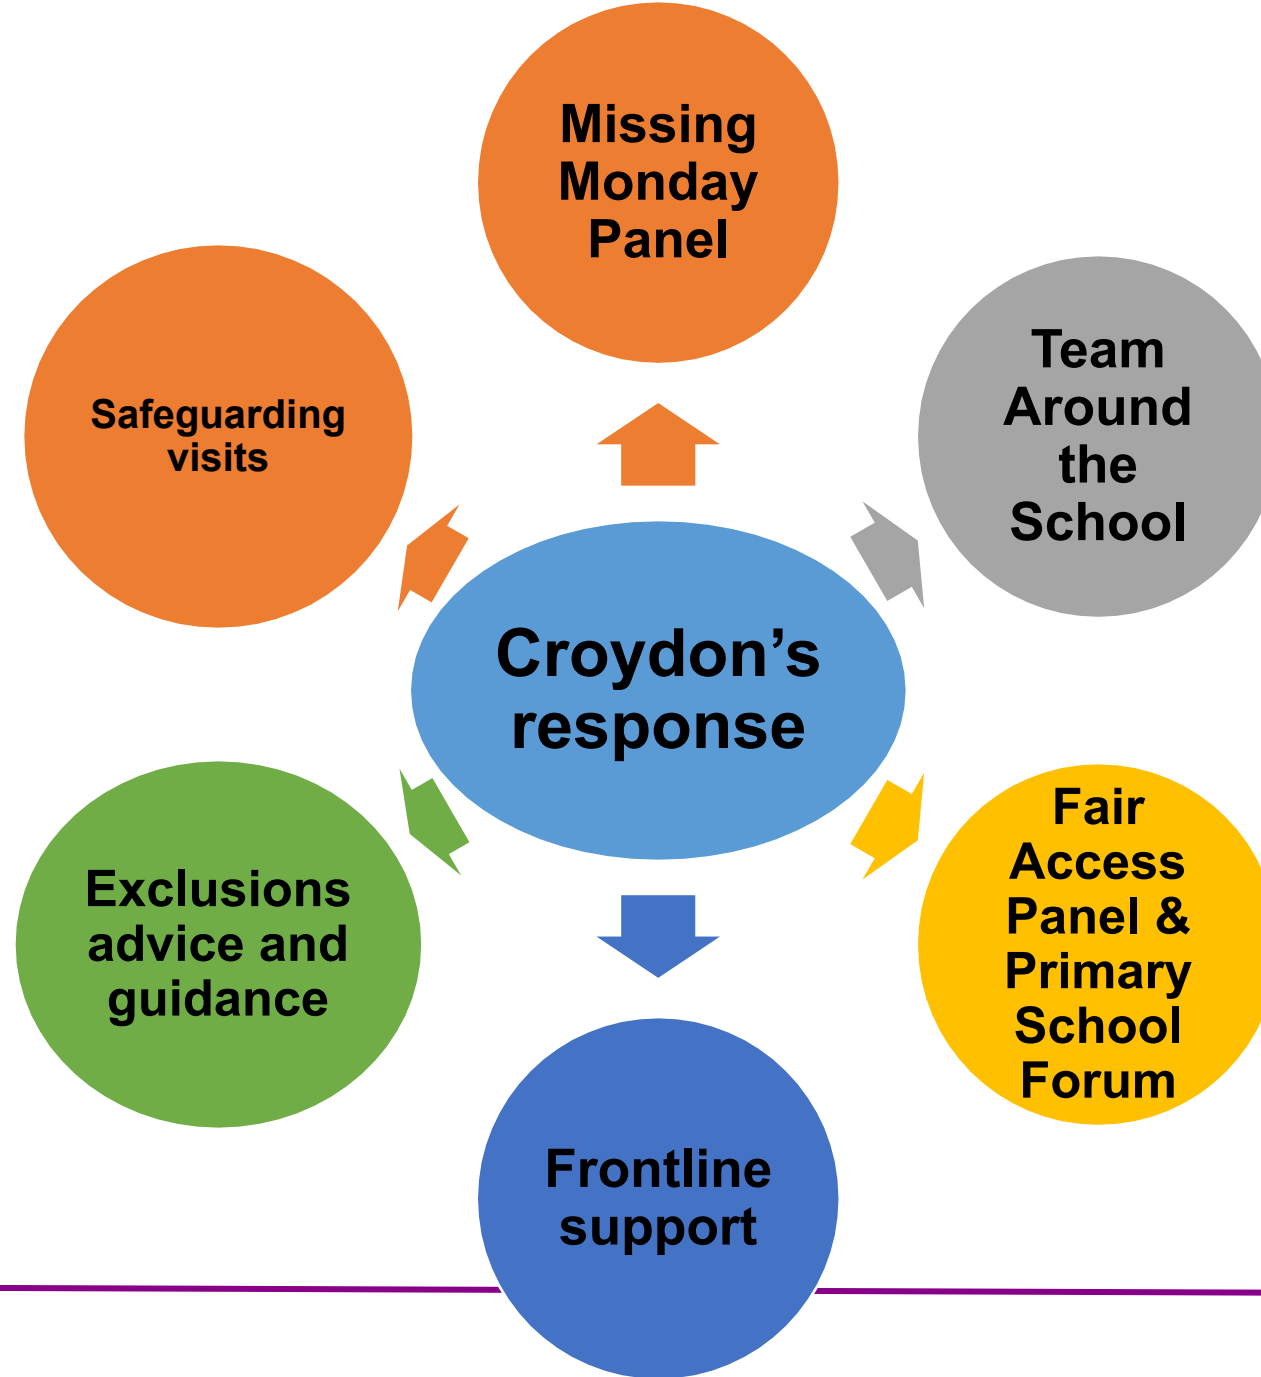 Missing
Monday
Panel
Team
Around
the
School
Safeguarding
visits
Croydon’s
response
Fair
Access
Panel &
Primary
School
Forum
Exclusions
advice and
guidance
Frontline
support